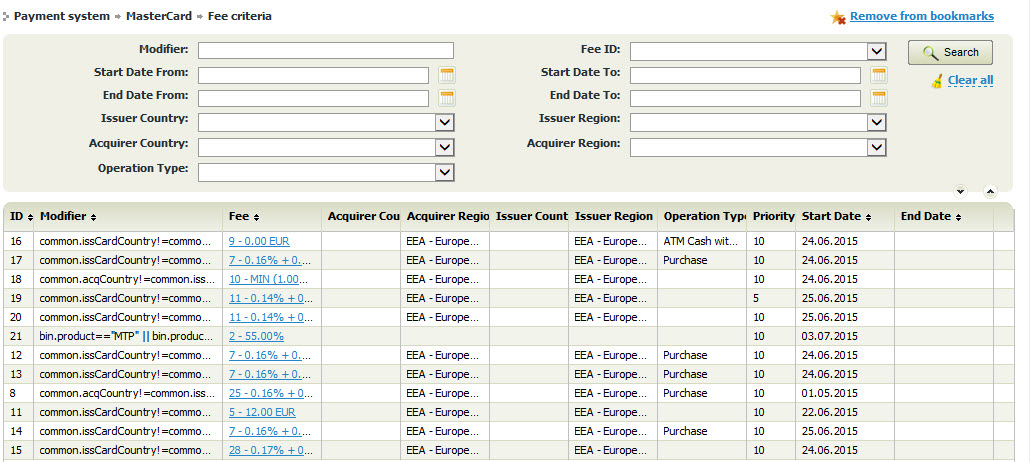 Payment system MasterCard Fee criteria Remove from bookmarks
Modifier: Fee ID: Search
Start Date From: Start Date To: Clear all
End Date From: End Date To:
Issuer Country: Issuer Region:
Acquirer Country: Acquirer Region:
Operation Type:
ID Modifier Fee Acquirer Cou Acquirer Regio Issuer Count Issuer Region Operation Type Priority Start Date End Date
16 common.issCardCountry!=commo... 9 - 0.00 EUR EEA - Europe... EEA - Europe... ATM Cash wit... 10 24.06.2015
17 common.issCardCountry!=commo... 7 - 0.16% + 0... EEA - Europe... EEA - Europe... Purchase 10 24.06.2015
18 common.acqCountry!=common.iss... 10 - MIN (1.00... EEA - Europe... EEA - Europe... 10 24.06.2015
19 common.issCardCountry!=commo... 11 - 0.14% + 0... EEA - Europe... EEA - Europe... 5 25.06.2015
20 common.issCardCountry!=commo... 11 - 0.14% + 0... EEA - Europe... EEA - Europe... 10 25.06.2015
21 bin.product=="MTP" || bin.produc... 2 - 55.00% 10 03.07.2015
12 common.issCardCountry!=commo... 7 - 0.16% + 0... EEA - Europe... EEA - Europe... Purchase 10 24.06.2015
13 common.issCardCountry!=commo... 7 - 0.16% + 0... EEA - Europe... EEA - Europe... Purchase 10 24.06.2015
8 common.acqCountry!=common.iss... 25 - 0.16% + 0... EEA - Europe... EEA - Europe... Purchase 10 01.05.2015
11 common.issCardCountry!=commo... 5 - 12.00 EUR EEA - Europe... EEA - Europe... 10 22.06.2015
14 common.issCardCountry!=commo... 7 - 0.16% + 0... EEA - Europe... EEA - Europe... Purchase 10 25.06.2015
15 common.issCardCountry!=commo... 28 - 0.17% + 0... EEA - Europe... EEA - Europe... 10 24.06.2015